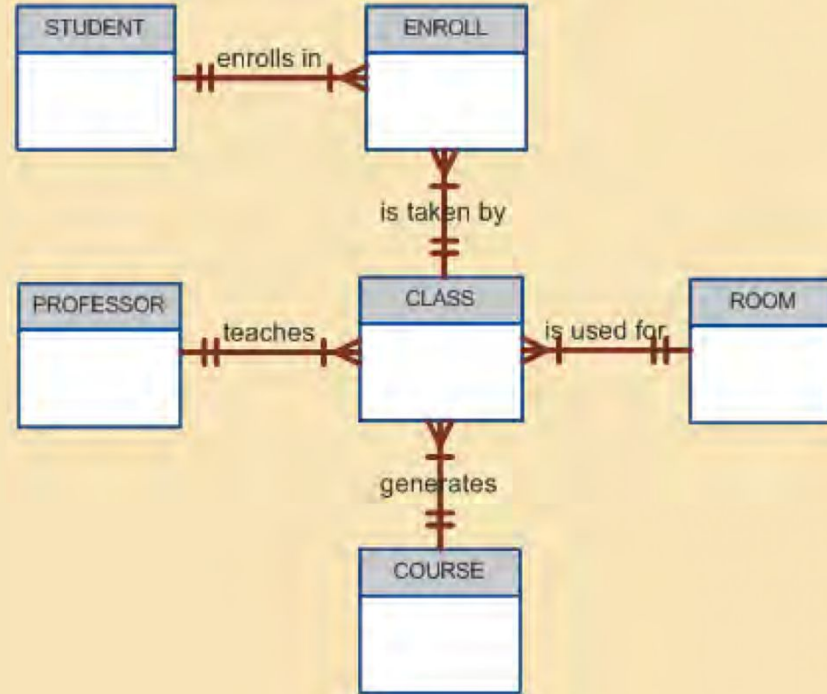 STUDENT
enrolls in
ENROLL
is taken by
PROFESSOR
teaches
CLASS
is used for
ROOM
generates
COURSE